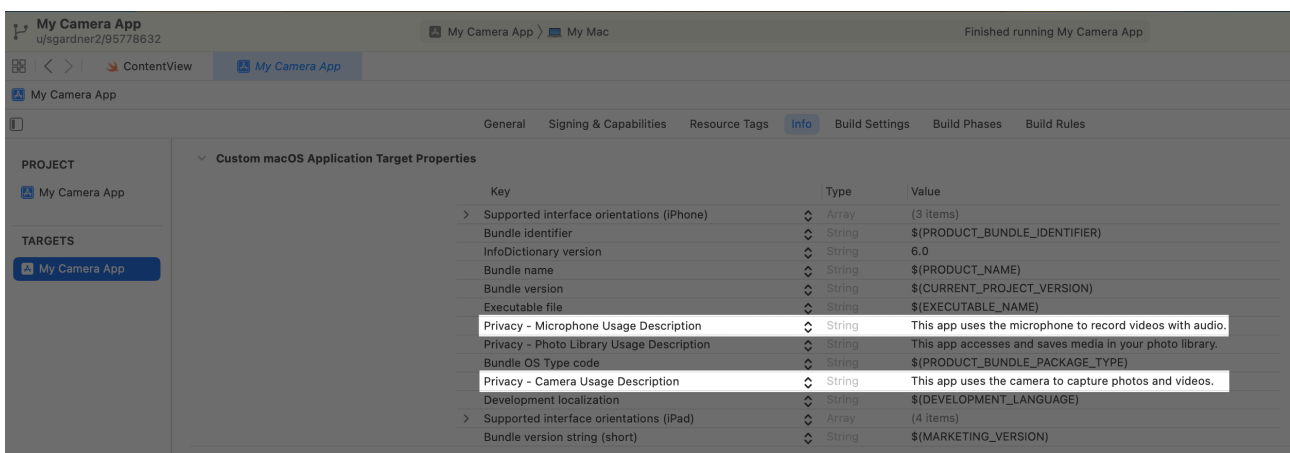 My Camera App
u/sgardner2/95778632
My Camera App 〉 My Mac
Finished running My Camera App
ContentView
My Camera App
My Camera App
General Signing & Capabilities Resource Tags Info Build Settings Build Phases Build Rules
PROJECT
My Camera App
TARGETS
My Camera App
Custom macOS Application Target Properties
Key Type Value
Supported interface orientations (iPhone) Array (3 items)
Bundle identifier String $(PRODUCT_BUNDLE_IDENTIFIER)
InfoDictionary version String 6.0
Bundle name String $(PRODUCT_NAME)
Bundle version String $(CURRENT_PROJECT_VERSION)
Executable file String $(EXECUTABLE_NAME)
Privacy - Microphone Usage Description String This app uses the microphone to record videos with audio.
Privacy - Photo Library Usage Description String This app accesses and saves media in your photo library.
Bundle OS Type code String $(PRODUCT_BUNDLE_PACKAGE_TYPE)
Privacy - Camera Usage Description String This app uses the camera to capture photos and videos.
Development localization String $(DEVELOPMENT_LANGUAGE)
Supported interface orientations (iPad) Array (4 items)
Bundle version string (short) String $(MARKETING_VERSION)